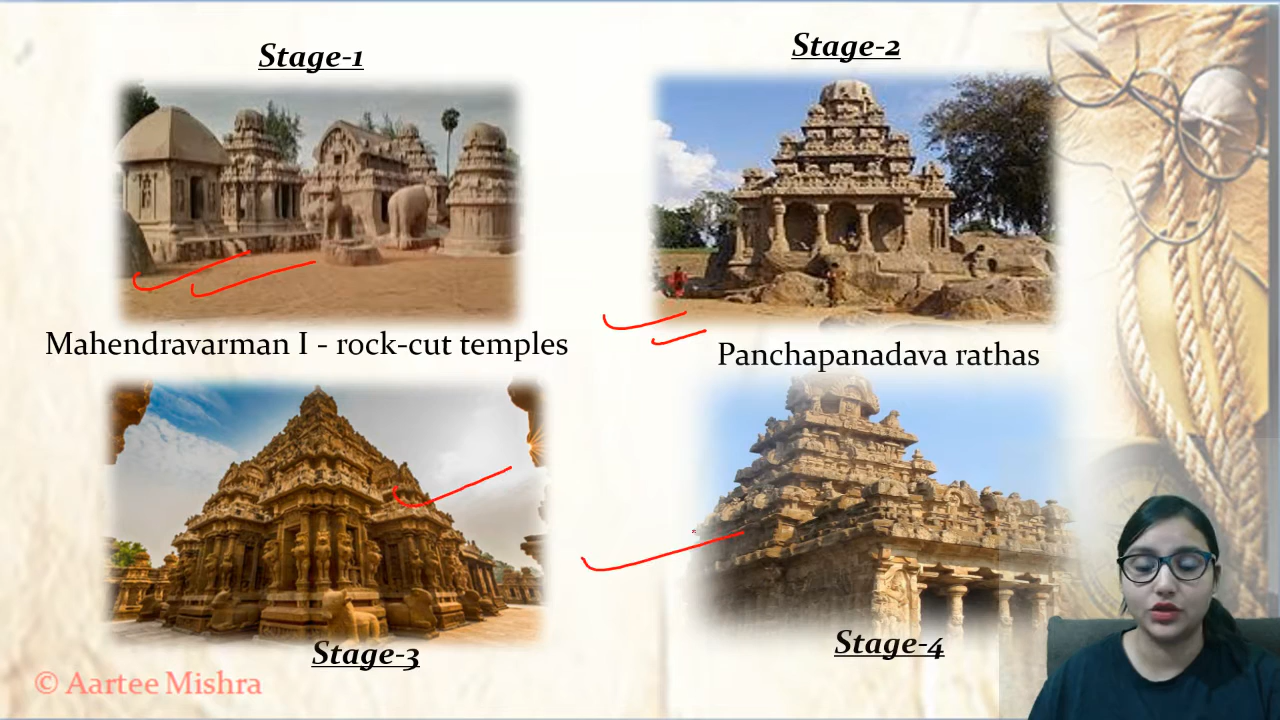 Stage-1
Stage-2
Mahendravarman I - rock-cut temples
Panchapanadava rathas
Stage-3
Stage-4
© Aartee Mishra